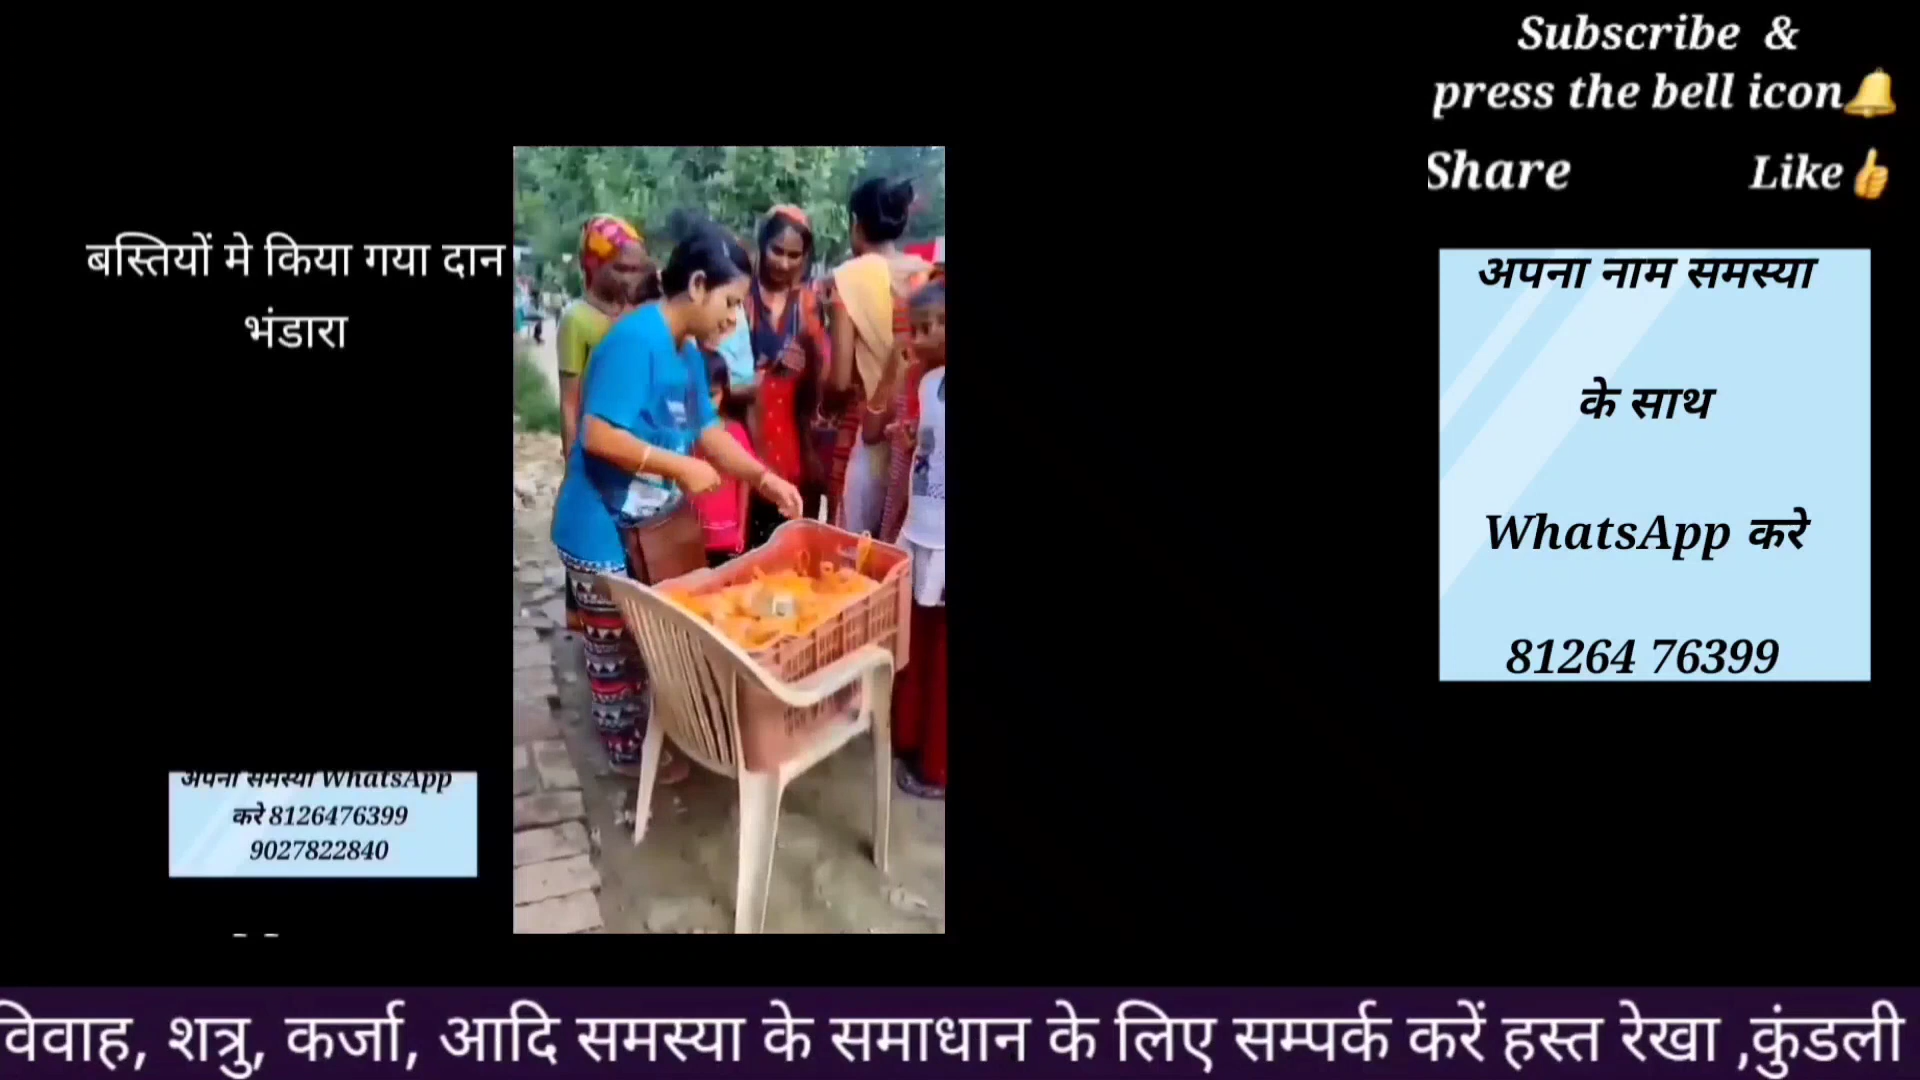 Subscribe &
press the bell icon🔔
Share Like👍
बस्तियों मे किया गया दान
भंडारा
अपना नाम समस्या
के साथ
WhatsApp करे
81264 76399
अपनी समस्या WhatsApp
करे 8126476399
9027822840
विवाह, शत्रु, कर्जा, आदि समस्या के समाधान के लिए सम्पर्क करें हस्त रेखा ,कुंडली